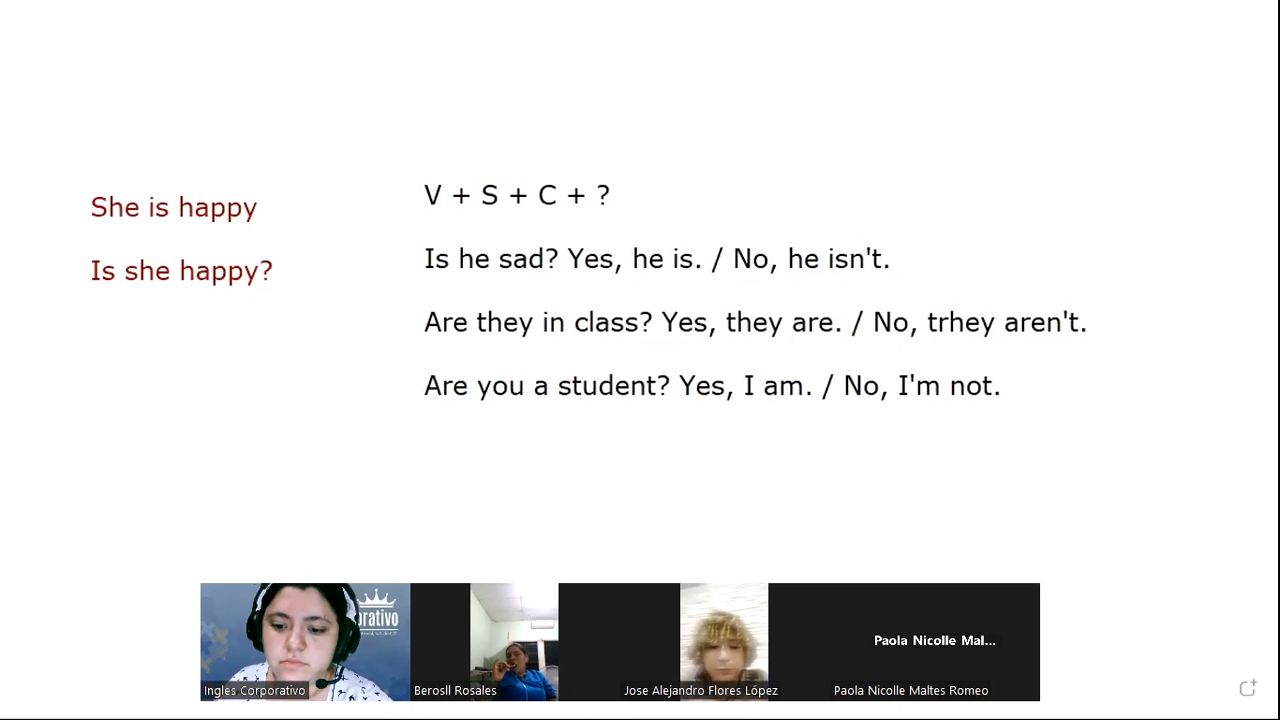 She is happy
Is she happy?
V + S + C + ?
Is he sad? Yes, he is. / No, he isn't.
Are they in class? Yes, they are. / No, trhey aren't.
Are you a student? Yes, I am. / No, I'm not.
orativo
Paola Nicolle Mal...
Ingles Corporativo
Berosll Rosales
Jose Alejandro Flores López
Paola Nicolle Maltes Romeo